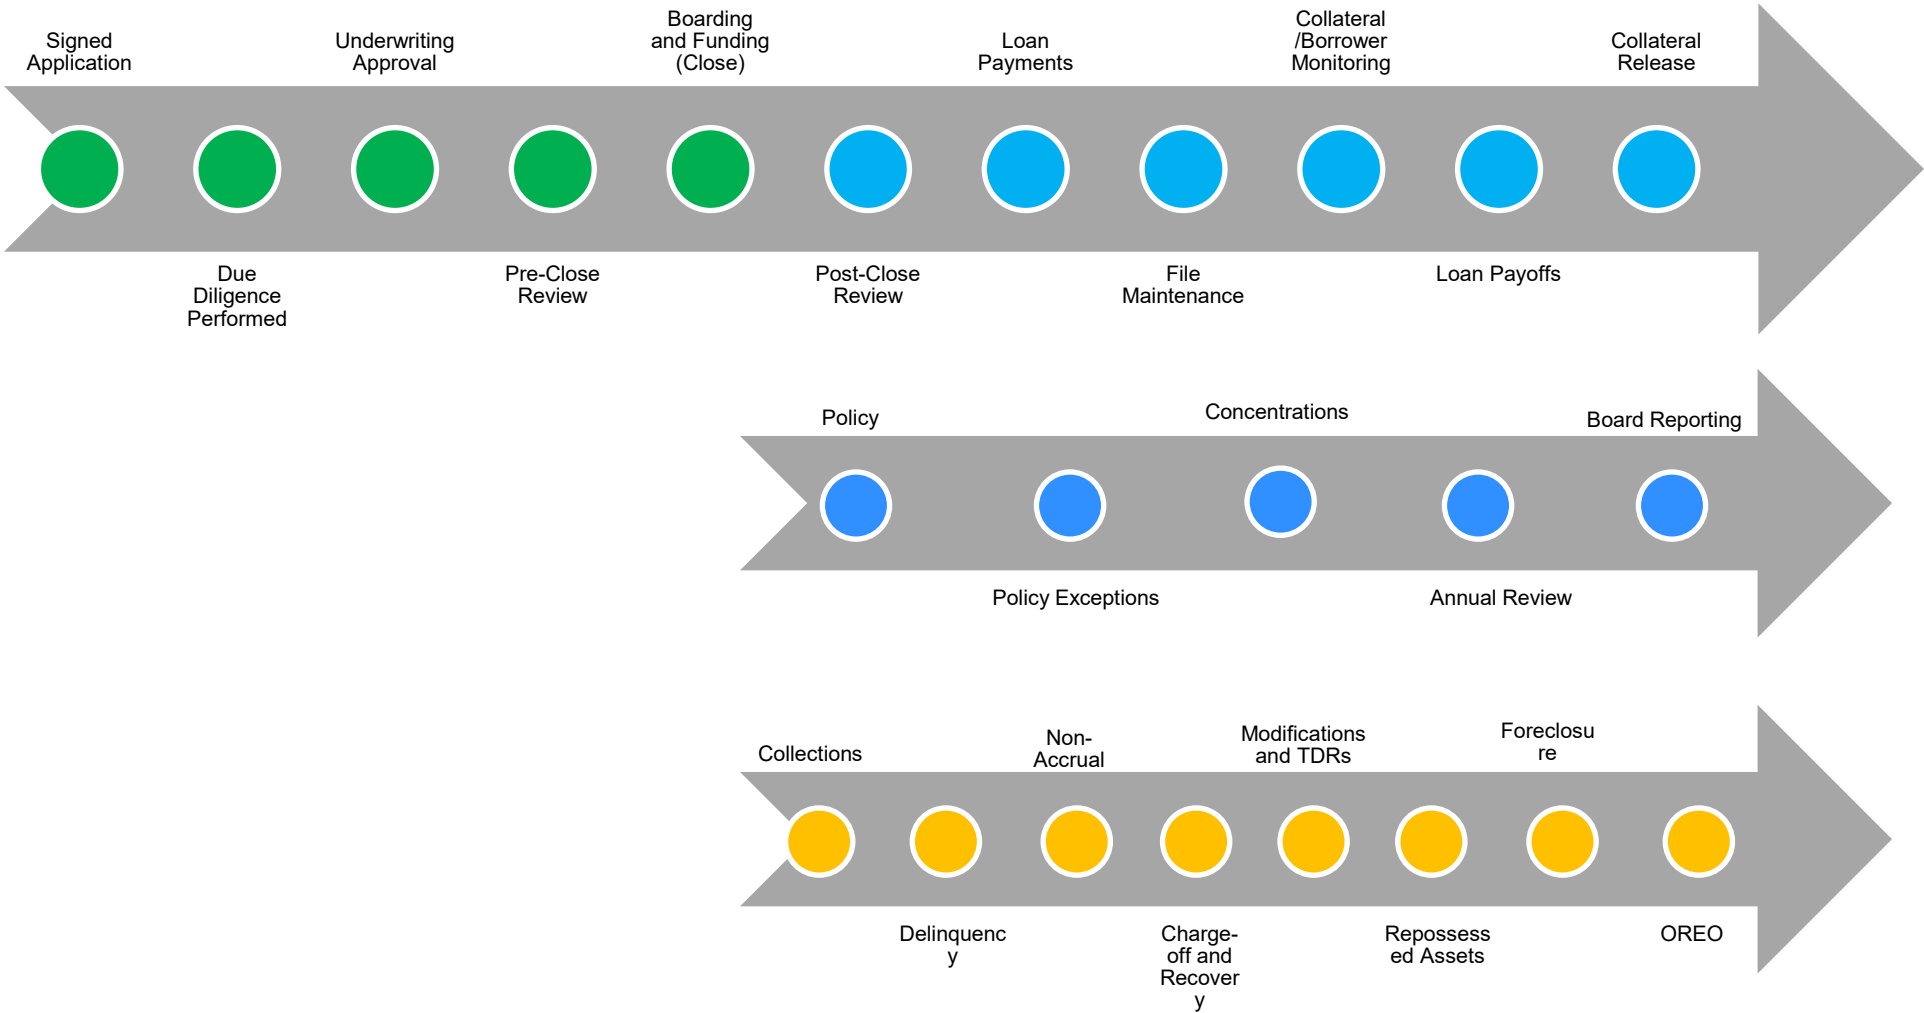 Signed
Application
Underwriting
Approval
Boarding
and Funding
(Close)
Loan
Payments
Collateral
/Borrower
Monitoring
Collateral
Release
Due
Diligence
Performed
Pre-Close
Review
Post-Close
Review
File
Maintenance
Loan Payoffs
Policy
Concentrations
Board Reporting
Policy Exceptions
Annual Review
Collections
Non-
Accrual
Modifications
and TDRs
Foreclosu
re
Delinquenc
y
Charge-
off and
Recover
y
Repossess
ed Assets
OREO